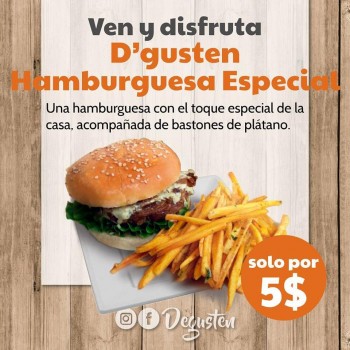 Ven y disfruta
D'gusten
Hamburguesa Especial
Una hamburguesa con el toque especial de la
casa, acompañada de bastones de plátano.
solo por
5$
Degusten